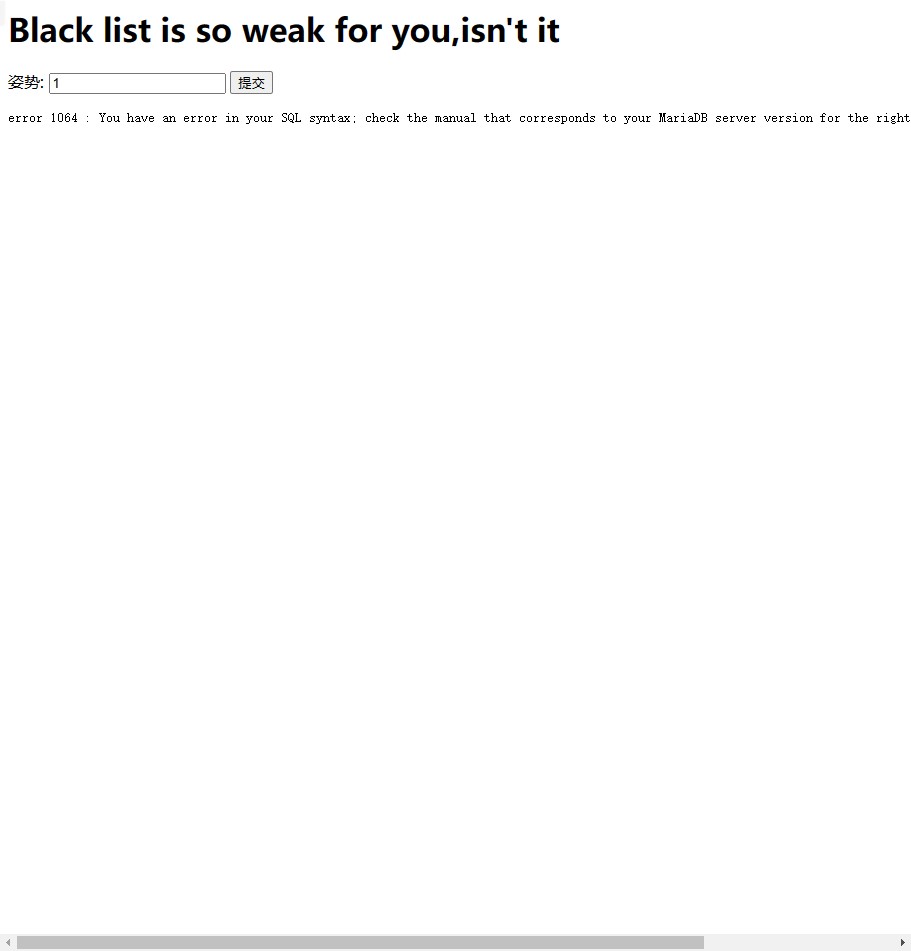 Black list is so weak for you,isn't it
姿势: 1 提交
error 1064 : You have an error in your SQL syntax; check the manual that corresponds to your MariaDB server version for the right